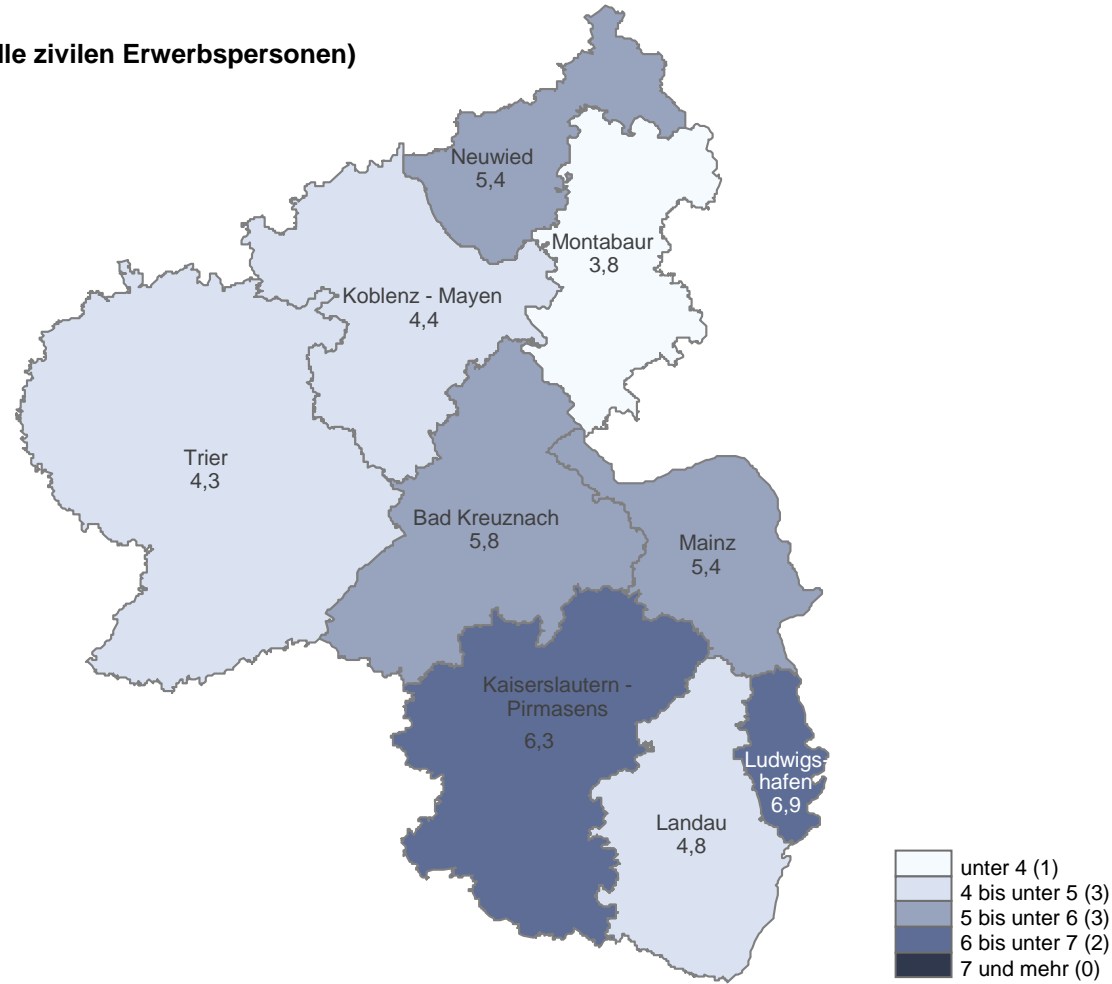 lle zivilen Erwerbspersonen)
Neuwied
5,4
Montabaur
3,8
Koblenz - Mayen
4,4
Trier
4,3
Bad Kreuznach
5,8
Mainz
5,4
Kaiserslautern -
Pirmasens
6,3
Ludwigs-
hafen
6,9
Landau
4,8
unter 4 (1)
4 bis unter 5 (3)
5 bis unter 6 (3)
6 bis unter 7 (2)
7 und mehr (0)